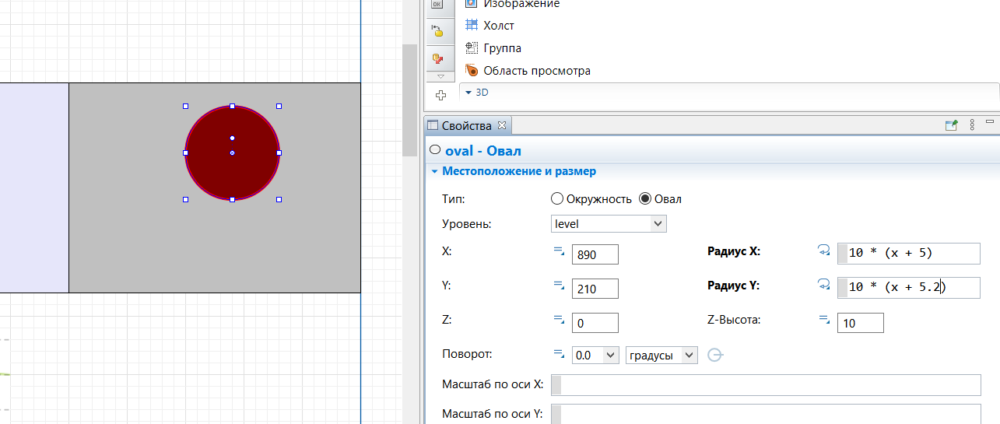 OK
Изображение
Холст
Группа
Область просмотра
3D
Свойства
oval - Овал
Местоположение и размер
Тип: Окружность Овал
Уровень: level
X: 890 Радиус X: 10 * (x + 5)
Y: 210 Радиус Y: 10 * (x + 5.2)
Z: 0 Z-Высота: 10
Поворот: 0.0 градусы
Масштаб по оси X:
Масштаб по оси Y: